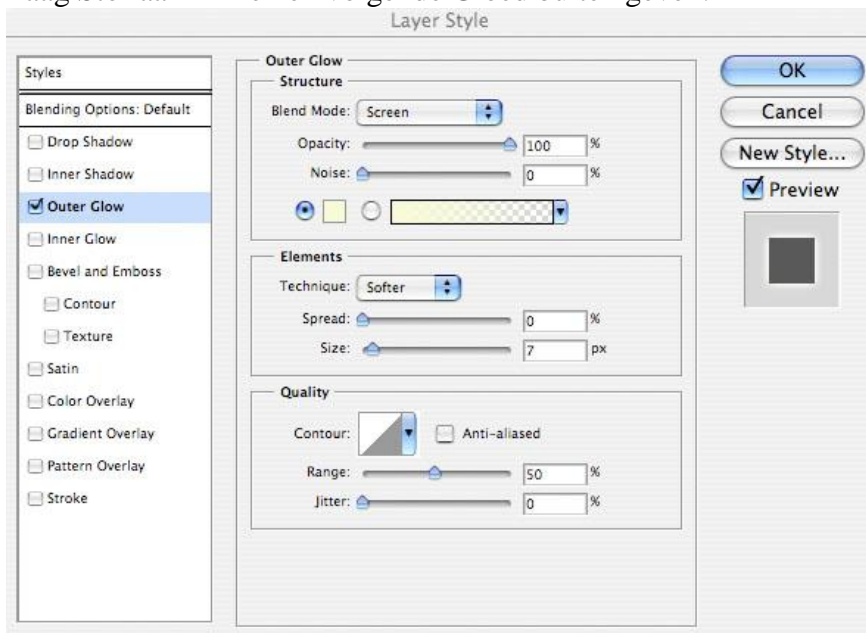 Layer Style
Styles
Blending Options: Default
Drop Shadow
Inner Shadow
Outer Glow
Inner Glow
Bevel and Emboss
Contour
Texture
Satin
Color Overlay
Gradient Overlay
Pattern Overlay
Stroke
Outer Glow
Structure
Blend Mode: Screen
Opacity: 100 %
Noise: 0 %
Elements
Technique: Softer
Spread: 0 %
Size: 7 px
Quality
Contour: Anti-aliased
Range: 50 %
Jitter: 0 %
OK
Cancel
New Style...
Preview